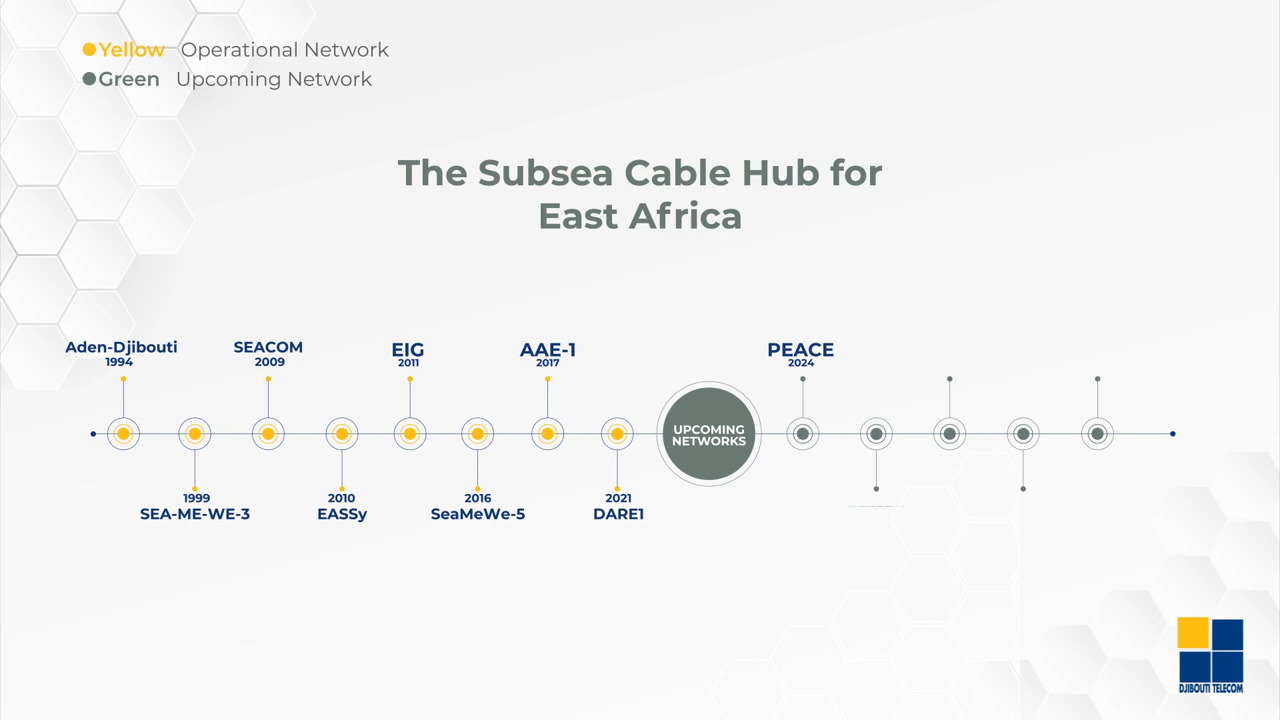 Yellow Operational Network
Green Upcoming Network
The Subsea Cable Hub for
East Africa
Aden-Djibouti
1994
SEACOM
2009
EIG
2011
AAE-1
2017
PEACE
2024
UPCOMING
NETWORKS
1999
SEA-ME-WE-3
2010
EASSy
2016
SeaMeWe-5
2021
DARE1
DJIBOUTI TELECOM